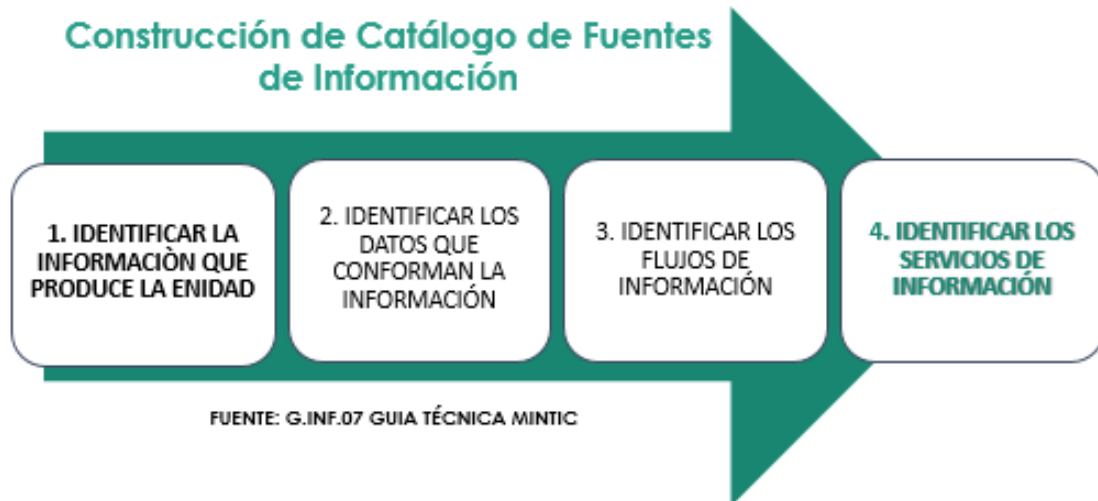 Construcción de Catálogo de Fuentes
de Información
1. IDENTIFICAR LA
INFORMACIÒN QUE
PRODUCE LA ENIDAD
2. IDENTIFICAR LOS
DATOS QUE
CONFORMAN LA
INFORMACIÓN
3. IDENTIFICAR LOS
FLUJOS DE
INFORMACIÓN
4. IDENTIFICAR LOS
SERVICIOS DE
INFORMACIÓN
FUENTE: G.INF.07 GUIA TÉCNICA MINTIC